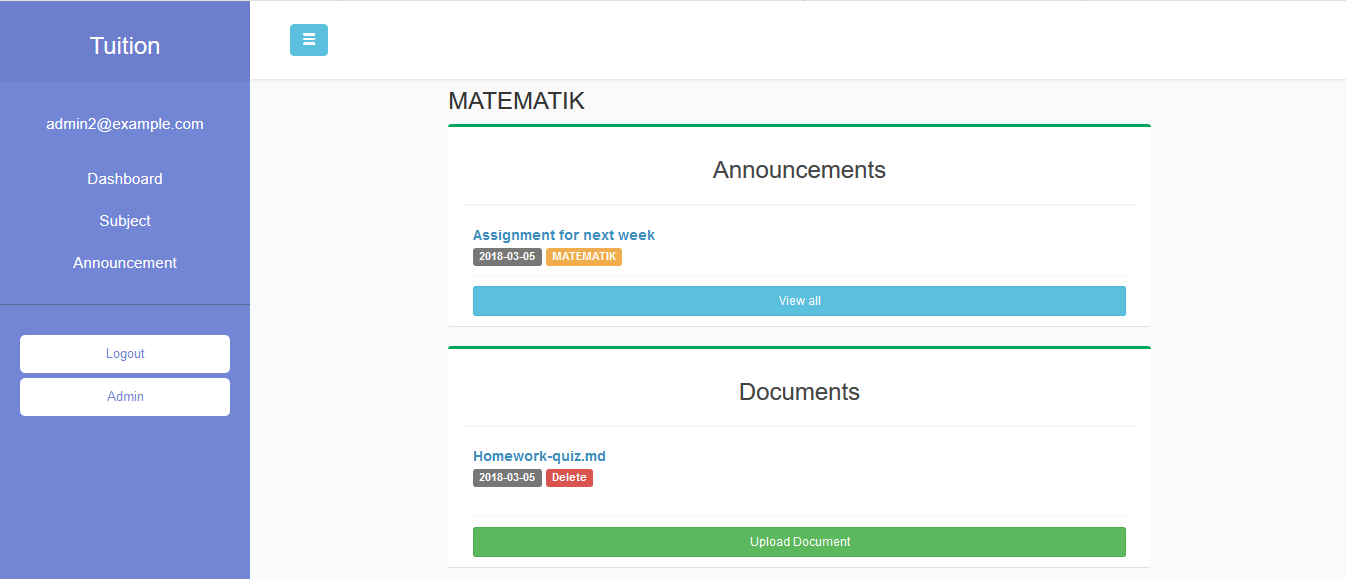 Tuition
admin2@example.com
Dashboard
Subject
Announcement
Logout
Admin
MATEMATIK
Announcements
Assignment for next week
2018-03-05 MATEMATIK
View all
Documents
Homework-quiz.md
2018-03-05 Delete
Upload Document